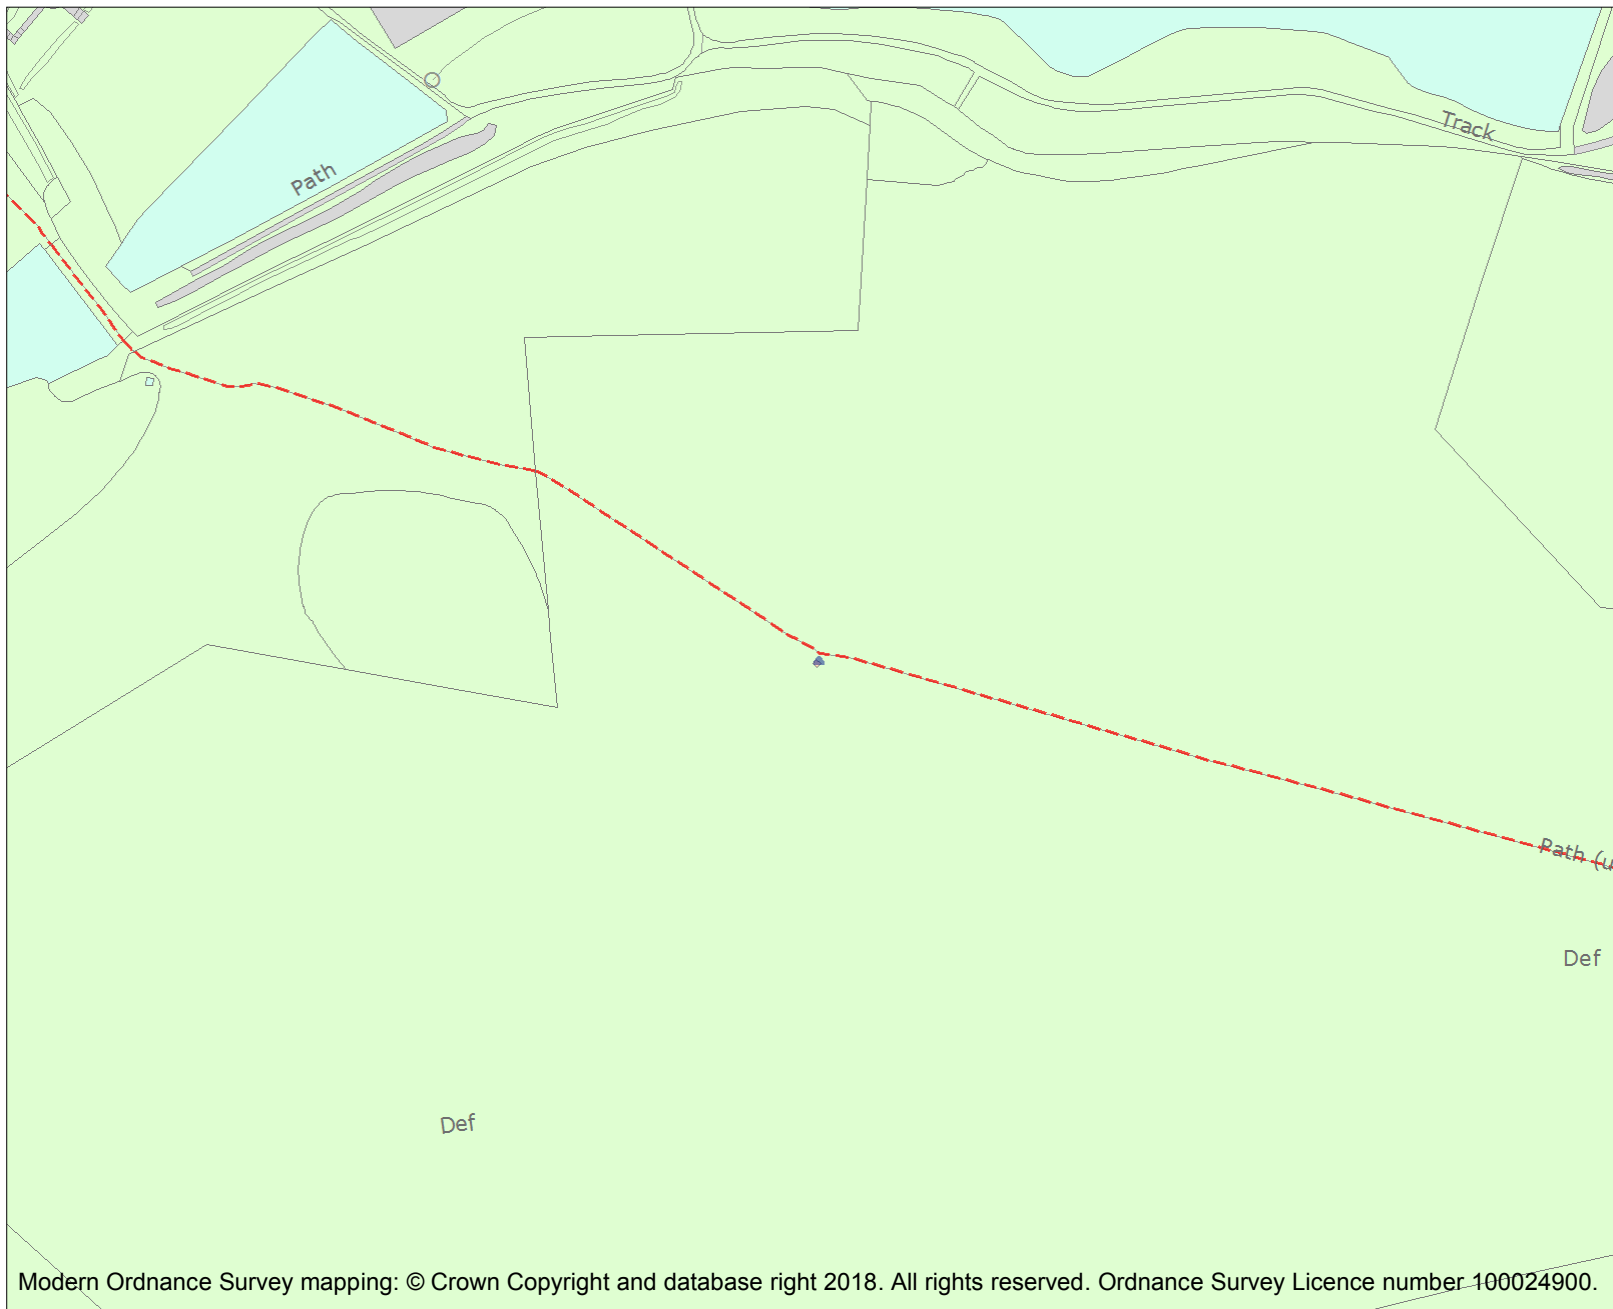 Track
Path
Path (u
Def
Def
Modern Ordnance Survey mapping: © Crown Copyright and database right 2018. All rights reserved. Ordnance Survey Licence number 100024900.